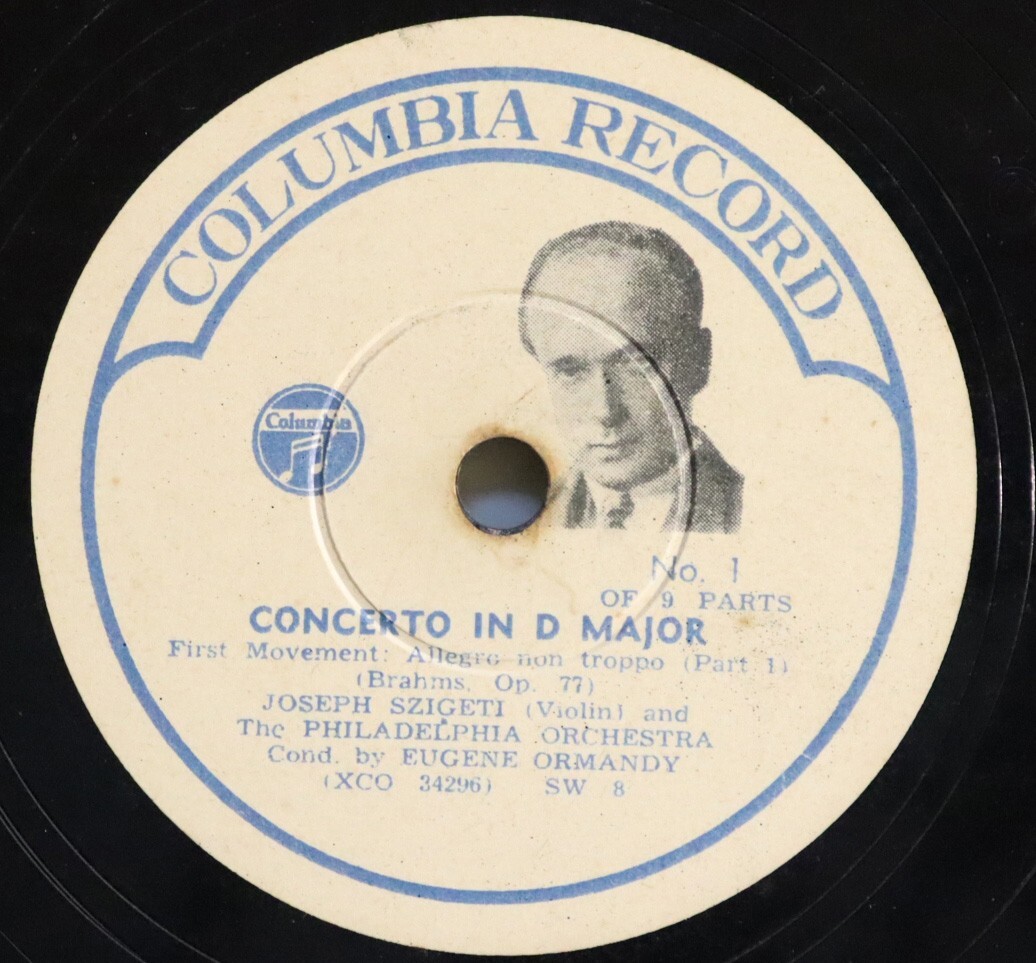 COLUMBIA RECORD
Columbia
No. 1
OF 9 PARTS
CONCERTO IN D MAJOR
First Movement: Allegro non troppo (Part 1)
(Brahms, Op. 77)
JOSEPH SZIGETI (Violin) and
The PHILADELPHIA ORCHESTRA
Cond. by EUGENE ORMANDY
(XCO 34296) SW 8